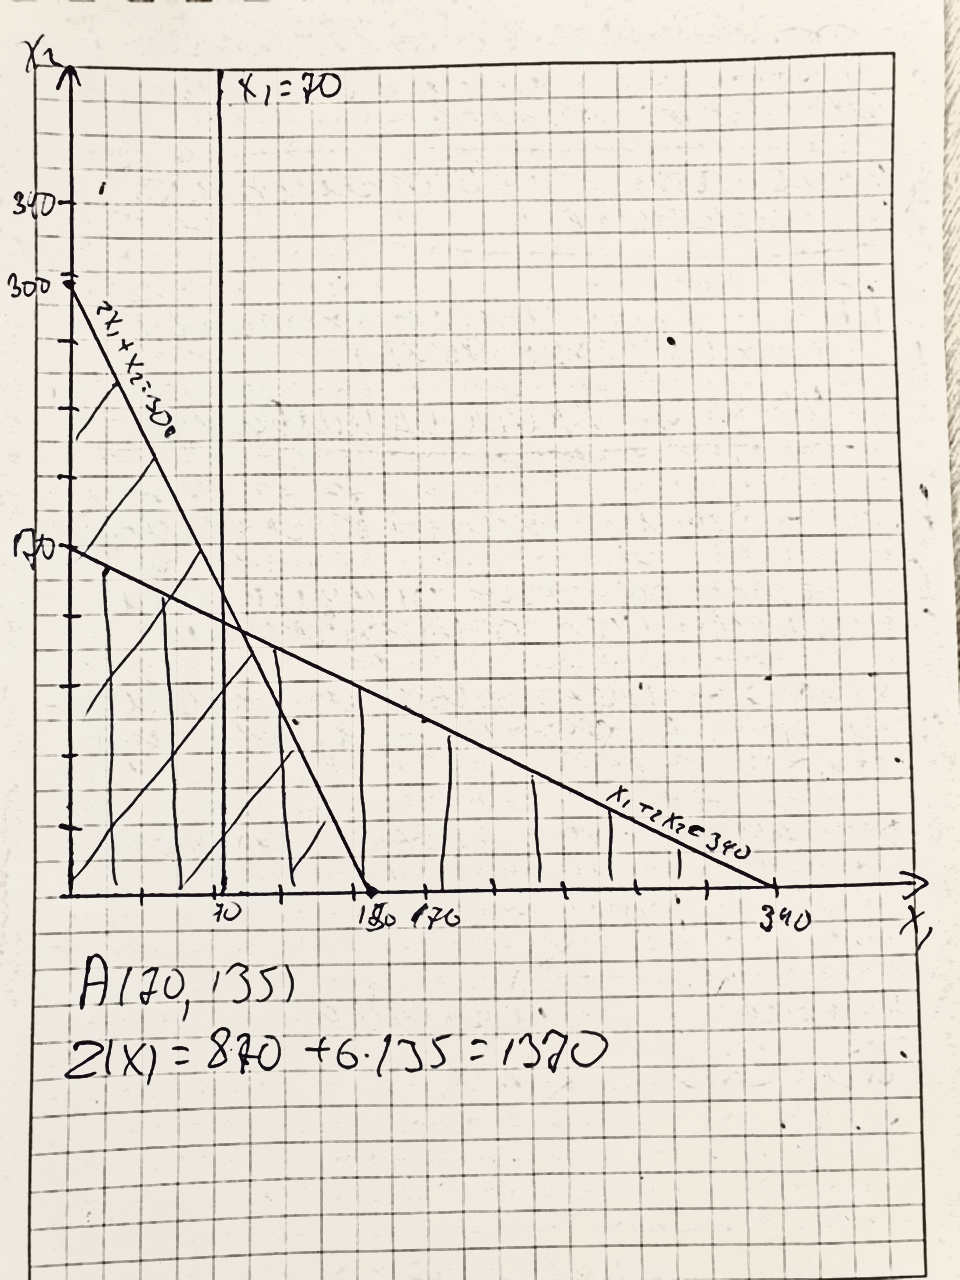 x₂
x₁ = 70
340
300
2x₁ + x₂ = 300
170
x₁ + 2x₂ = 340
70
150
170
340
x₁
A(70, 135)
Z(x) = 8·70 + 6·135 = 1370